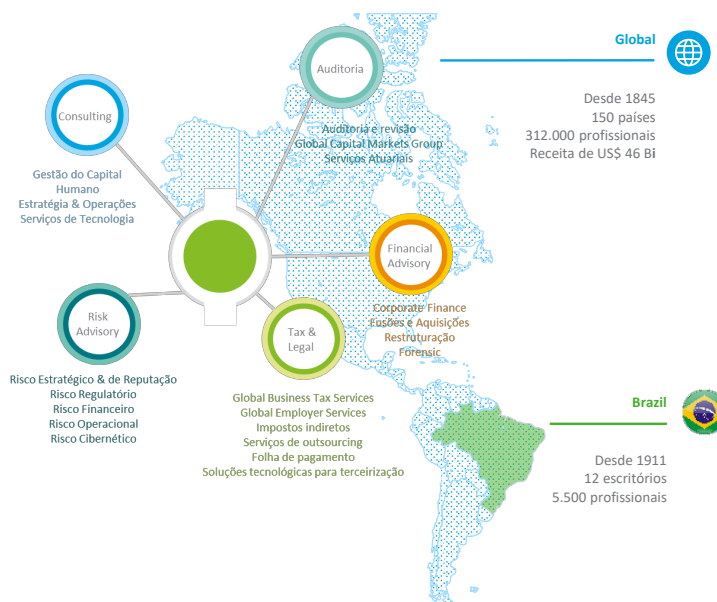 Global
Desde 1845
150 países
312.000 profissionais
Receita de US$ 46 Bi
Auditoria
Auditoria e revisão
Global Capital Markets Group
Serviços Atuariais
Consulting
Gestão do Capital
Humano
Estratégia & Operações
Serviços de Tecnologia
Financial
Advisory
Corporate Finance
Fusões e Aquisições
Restruturação
Forensic
Risk
Advisory
Risco Estratégico & de Reputação
Risco Regulatório
Risco Financeiro
Risco Operacional
Risco Cibernético
Tax &
Legal
Global Business Tax Services
Global Employer Services
Impostos indiretos
Serviços de outsourcing
Folha de pagamento
Soluções tecnológicas para terceirização
Brazil
Desde 1911
12 escritórios
5.500 profissionais